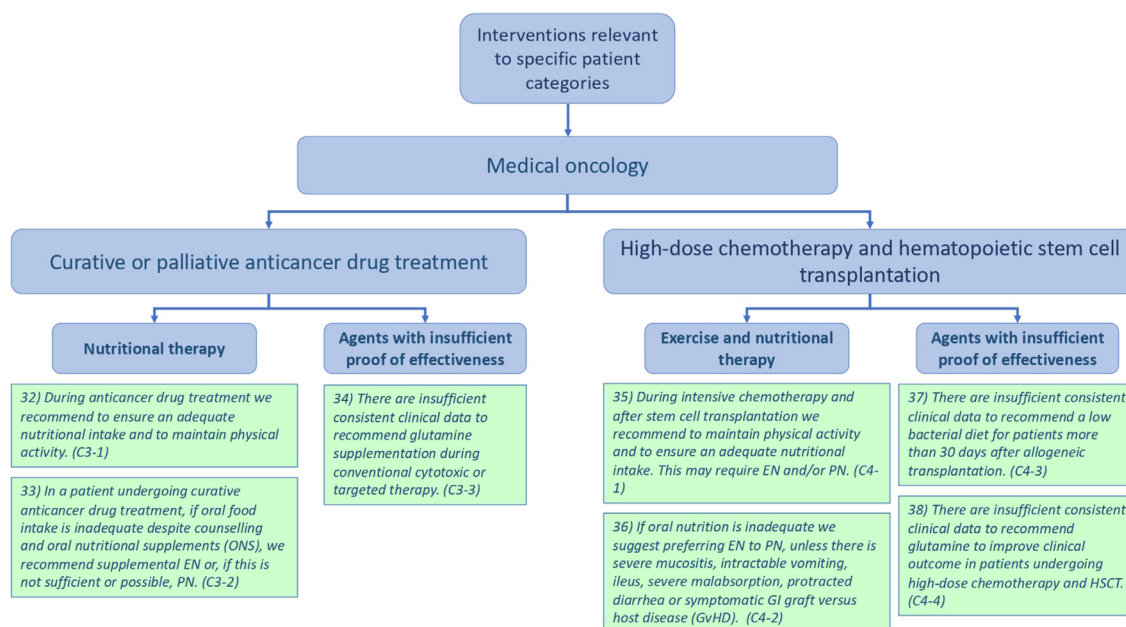 Interventions relevant
to specific patient
categories
Medical oncology
Curative or palliative anticancer drug treatment
High-dose chemotherapy and hematopoietic stem cell
transplantation
Nutritional therapy
Agents with insufficient
proof of effectiveness
Exercise and nutritional
therapy
Agents with insufficient
proof of effectiveness
32) During anticancer drug treatment we
recommend to ensure an adequate
nutritional intake and to maintain physical
activity. (C3-1)
33) In a patient undergoing curative
anticancer drug treatment, if oral food
intake is inadequate despite counselling
and oral nutritional supplements (ONS), we
recommend supplemental EN or, if this is
not sufficient or possible, PN. (C3-2)
34) There are insufficient
consistent clinical data to
recommend glutamine
supplementation during
conventional cytotoxic or
targeted therapy. (C3-3)
35) During intensive chemotherapy and
after stem cell transplantation we
recommend to maintain physical activity
and to ensure an adequate nutritional
intake. This may require EN and/or PN. (C4-
1)
36) If oral nutrition is inadequate we
suggest preferring EN to PN, unless there is
severe mucositis, intractable vomiting,
ileus, severe malabsorption, protracted
diarrhea or symptomatic GI graft versus
host disease (GvHD). (C4-2)
37) There are insufficient consistent
clinical data to recommend a low
bacterial diet for patients more
than 30 days after allogeneic
transplantation. (C4-3)
38) There are insufficient consistent
clinical data to recommend
glutamine to improve clinical
outcome in patients undergoing
high-dose chemotherapy and HSCT.
(C4-4)